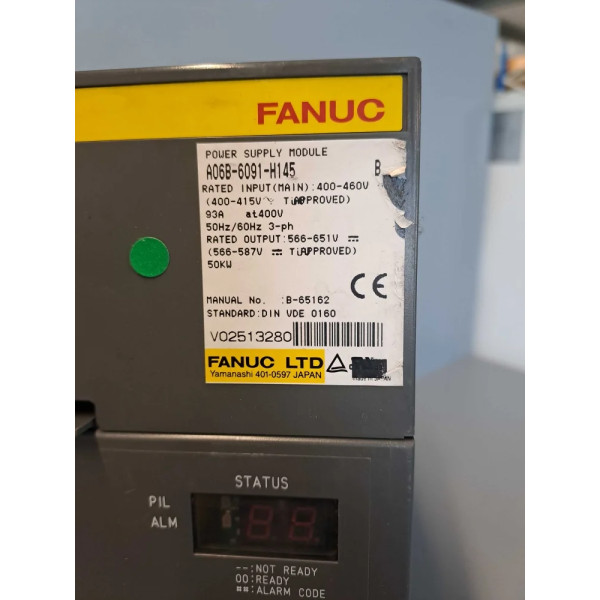 FANUC
POWER SUPPLY MODULE
A06B-6091-H145 B
RATED INPUT(MAIN):400-460V
(400-415V TüAPPROVED)
93A at400V
50Hz/60Hz 3-ph
RATED OUTPUT:566-651V ⎓
(566-587V ⎓ TüAPPROVED)
50KW
CE
MANUAL No. :B-65162
STANDARD:DIN VDE 0160
V02513280
FANUC LTD
Yamanashi 401-0597 JAPAN
STATUS
PIL
ALM
--:NOT READY
00:READY
##:ALARM CODE